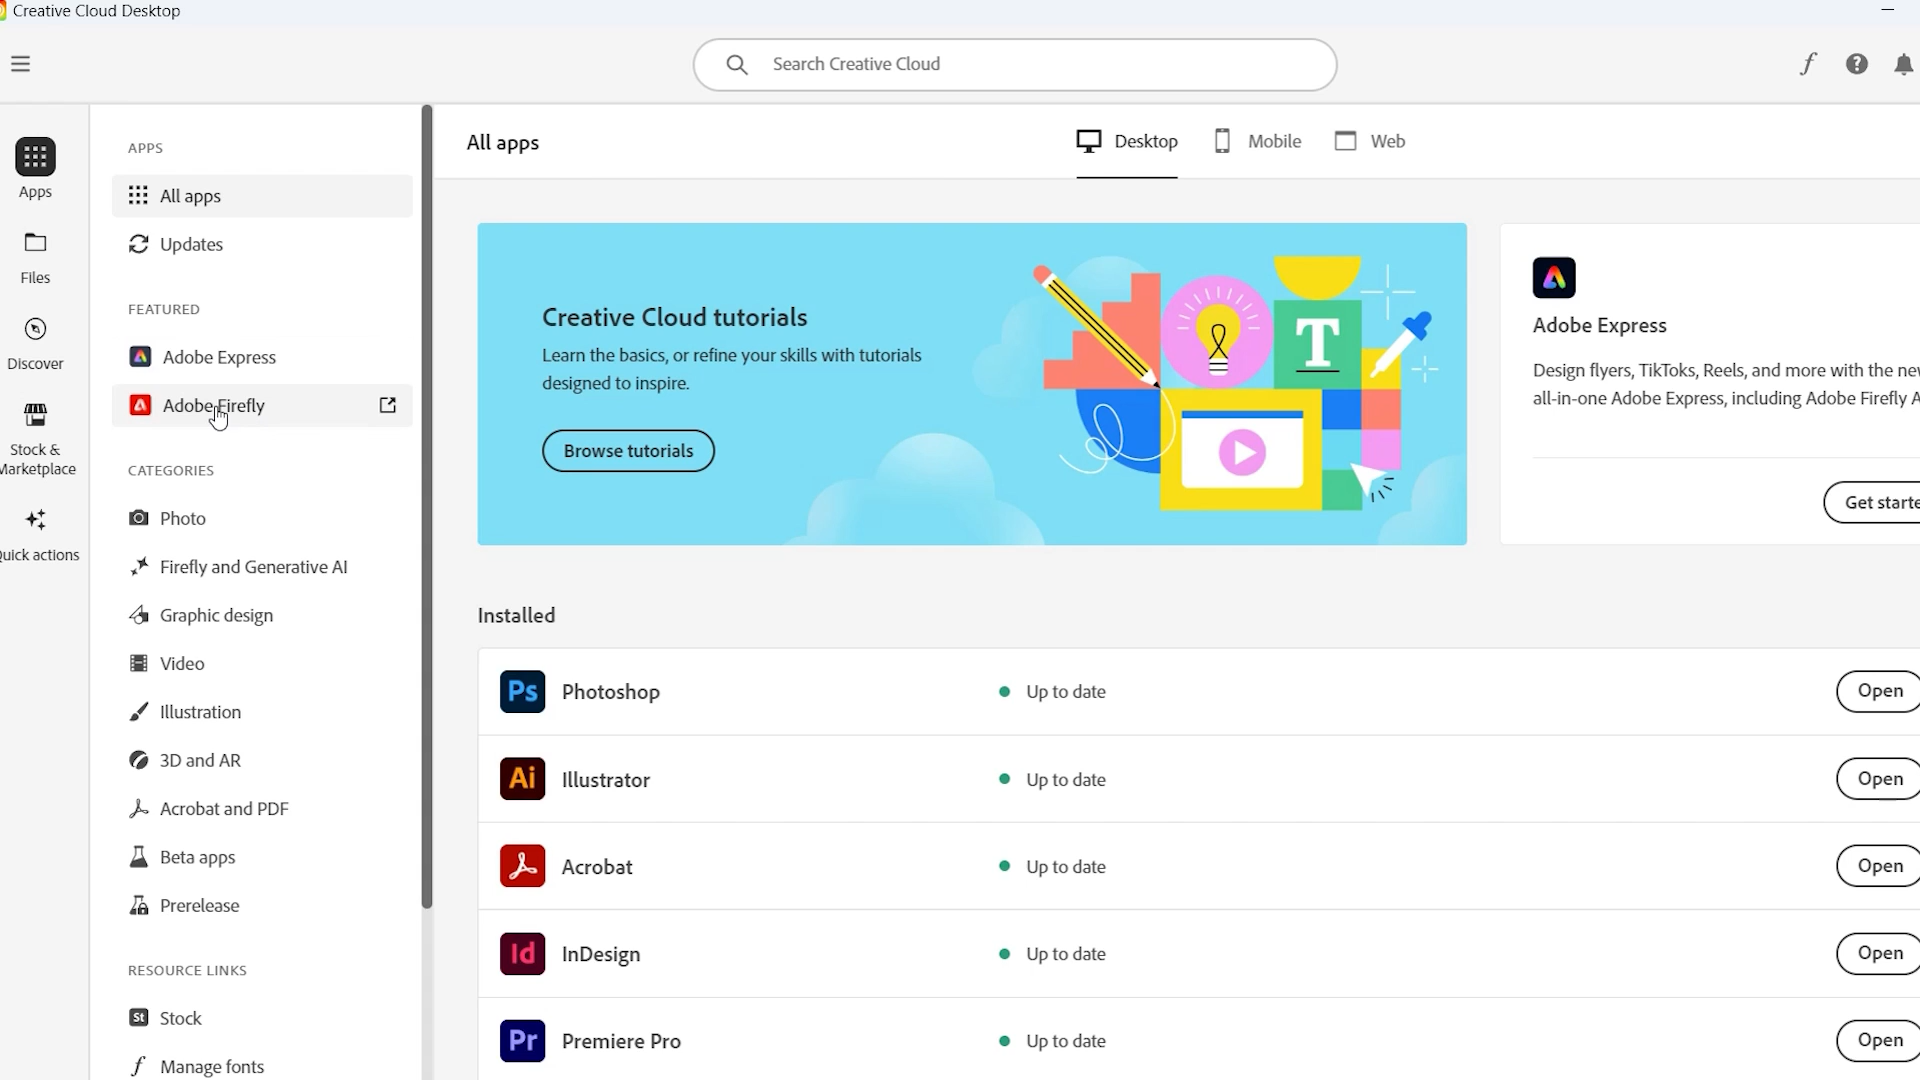 Creative Cloud Desktop
Search Creative Cloud
Apps
Files
Discover
Stock &
Marketplace
Quick actions
APPS
All apps
Updates
FEATURED
Adobe Express
Adobe Firefly
CATEGORIES
Photo
Firefly and Generative AI
Graphic design
Video
Illustration
3D and AR
Acrobat and PDF
Beta apps
Prerelease
RESOURCE LINKS
St Stock
Manage fonts
All apps
Desktop
Mobile
Web
Creative Cloud tutorials
Learn the basics, or refine your skills with tutorials
designed to inspire.
Browse tutorials
T
Adobe Express
Design flyers, TikToks, Reels, and more with the new
all-in-one Adobe Express, including Adobe Firefly A
Get starte
Installed
Ps Photoshop Up to date Open
Ai Illustrator Up to date Open
Acrobat Up to date Open
Id InDesign Up to date Open
Pr Premiere Pro Up to date Open